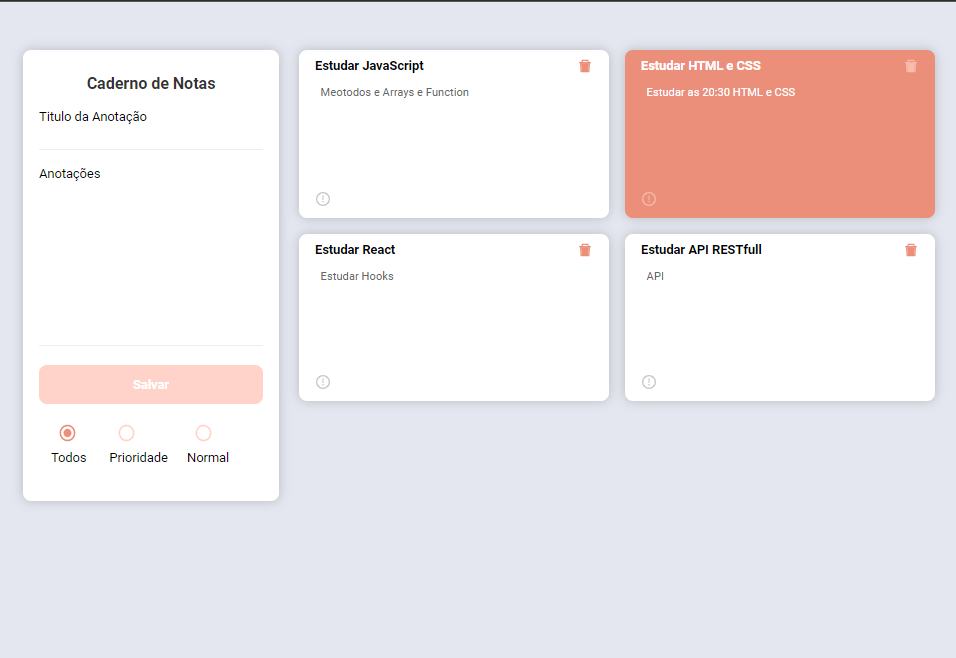 Caderno de Notas
Titulo da Anotação
Anotações
Salvar
Todos
Prioridade
Normal
Estudar JavaScript
Meotodos e Arrays e Function
Estudar HTML e CSS
Estudar as 20:30 HTML e CSS
Estudar React
Estudar Hooks
Estudar API RESTfull
API